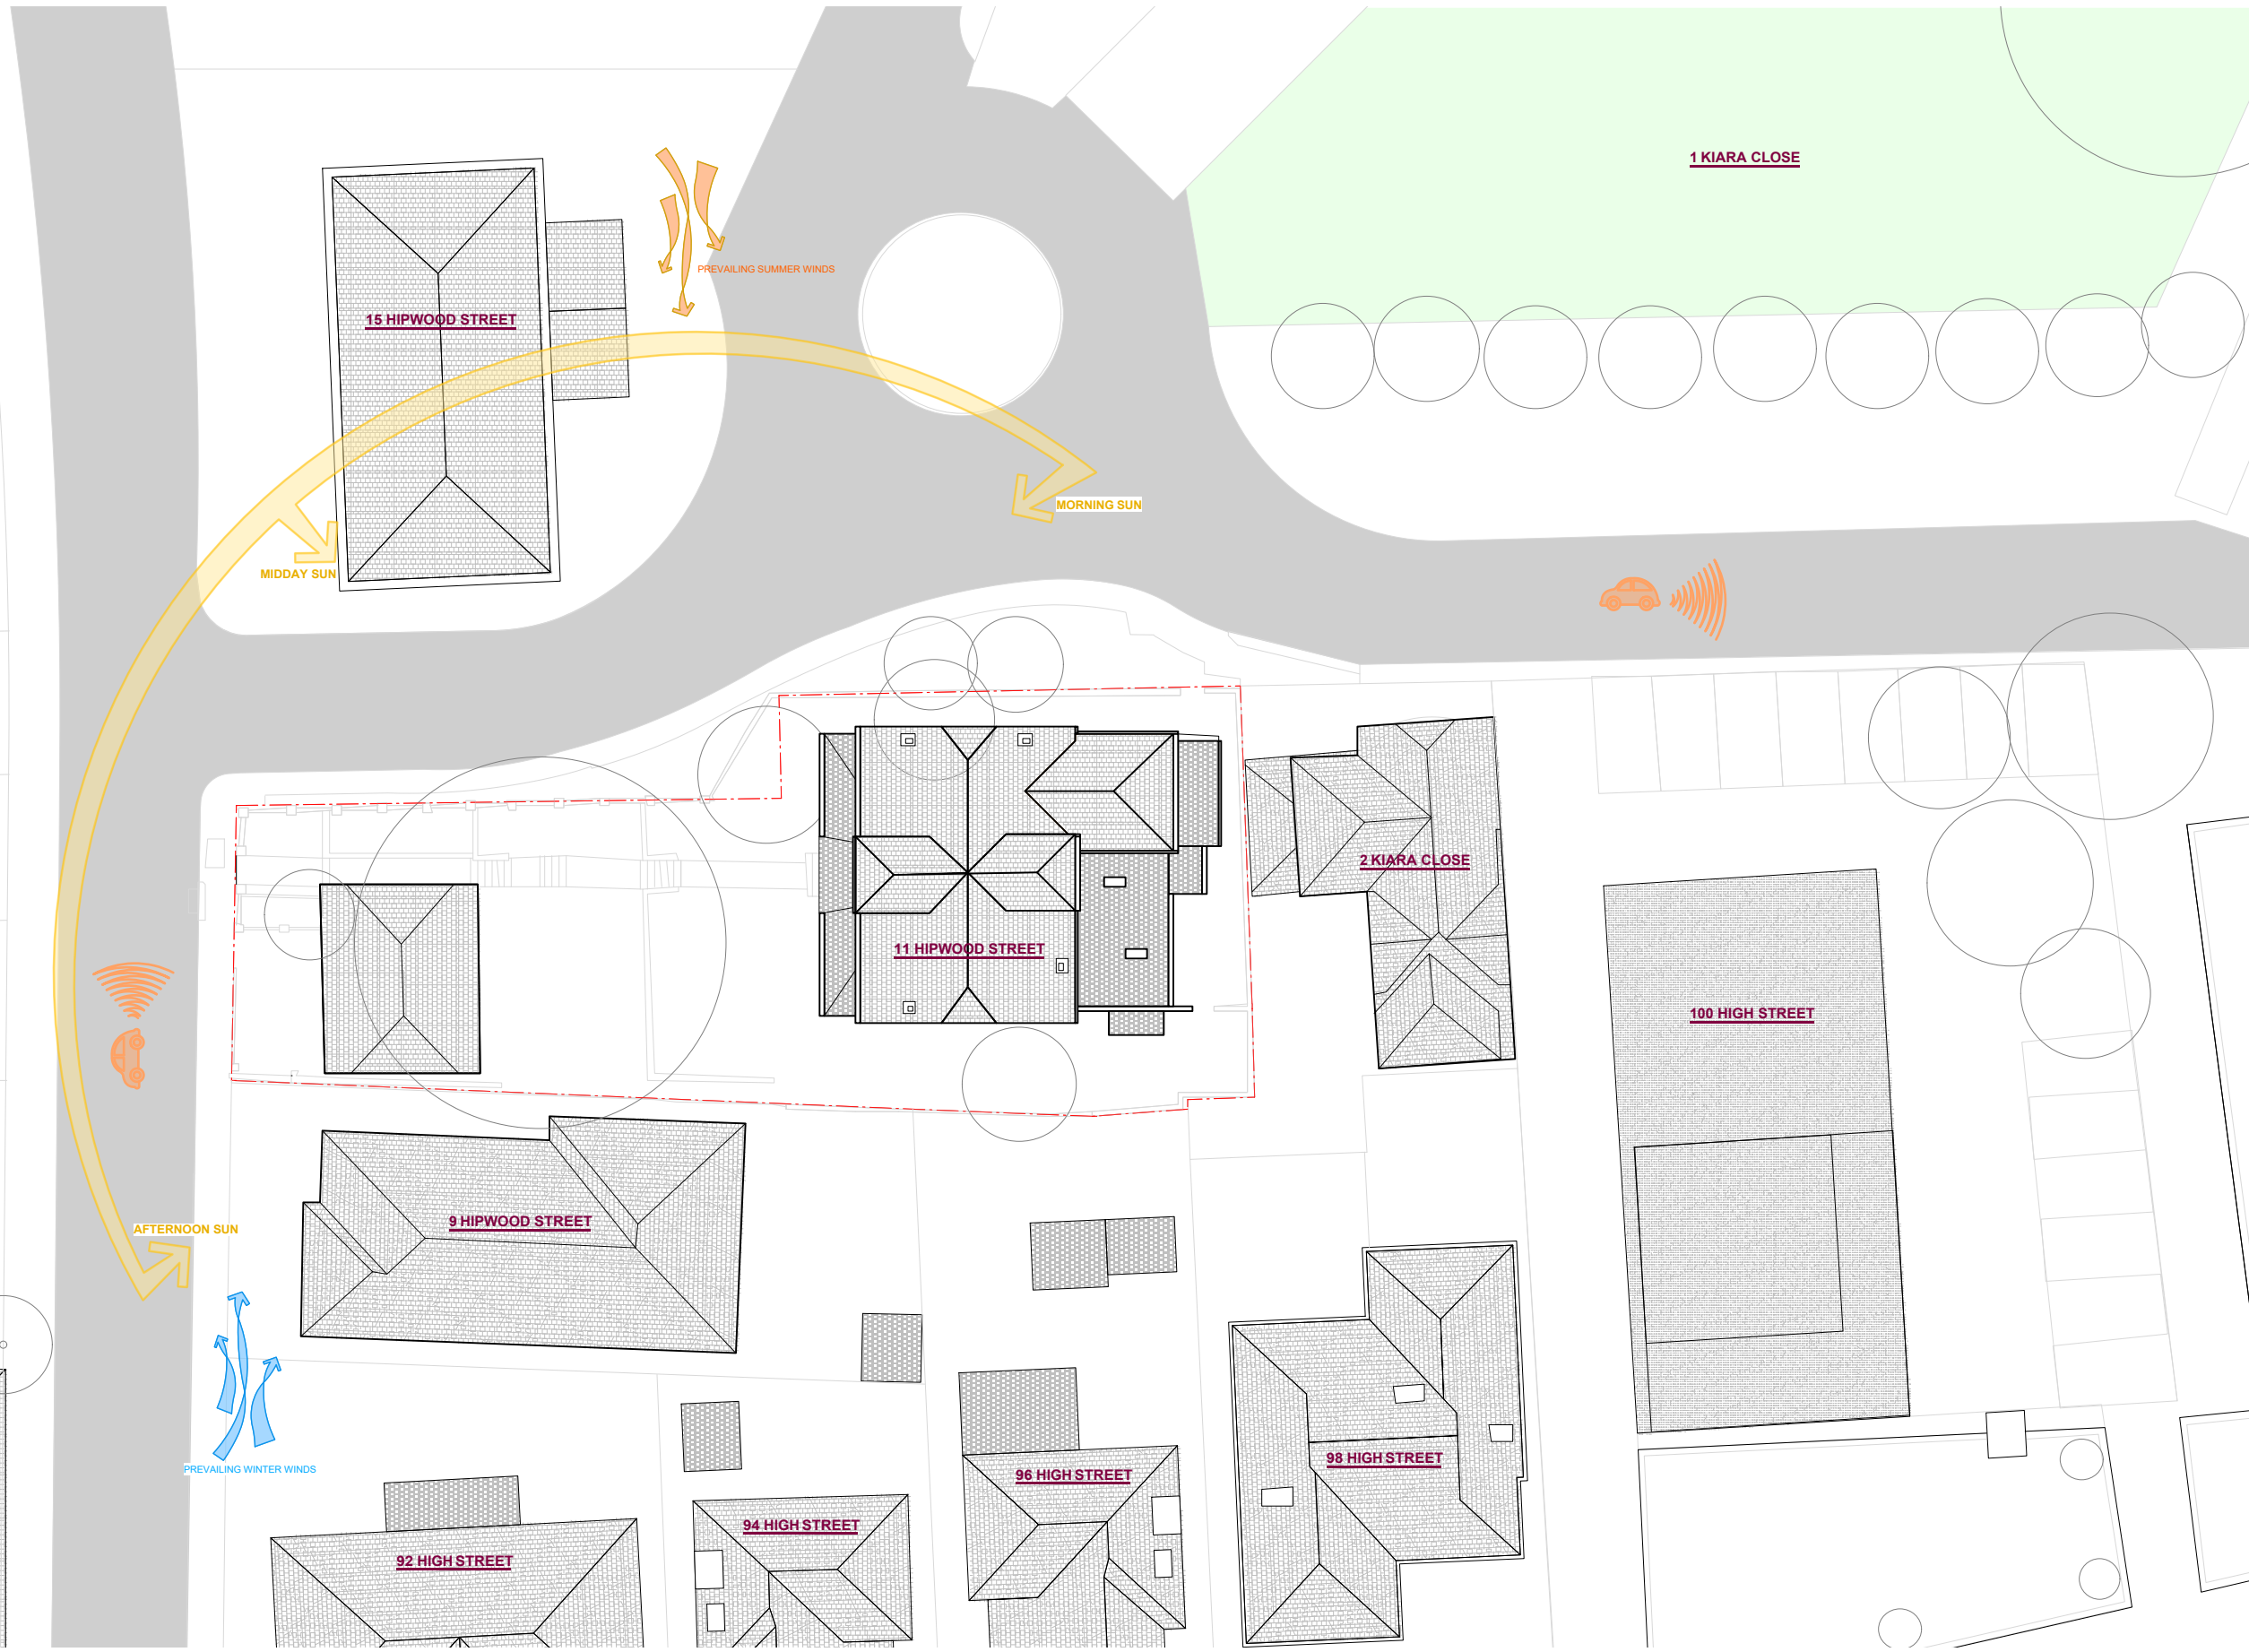 1 KIARA CLOSE
PREVAILING SUMMER WINDS
15 HIPWOOD STREET
MORNING SUN
MIDDAY SUN
2 KIARA CLOSE
11 HIPWOOD STREET
100 HIGH STREET
9 HIPWOOD STREET
AFTERNOON SUN
98 HIGH STREET
PREVAILING WINTER WINDS
96 HIGH STREET
94 HIGH STREET
92 HIGH STREET